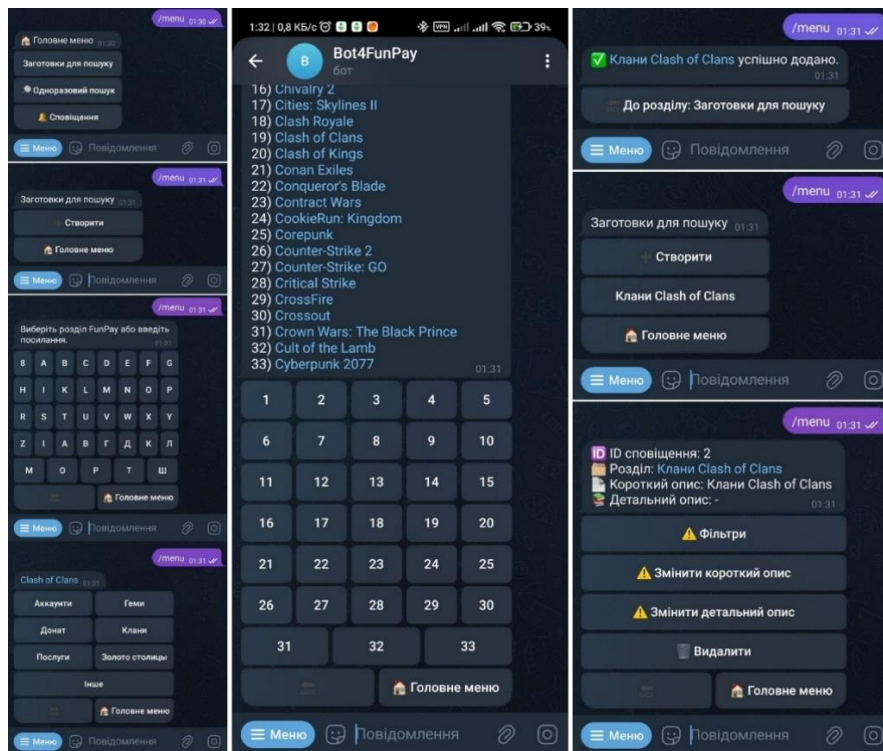 /menu 01:30
🏠 Головне меню 01:30
Заготовки для пошуку
Одноразовий пошук
🔔 Сповіщення
Меню Повідомлення
/menu 01:31
Заготовки для пошуку 01:31
Створити
🏠 Головне меню
Меню Повідомлення
/menu 01:31
Виберіть розділ FunPay або введіть
посилання. 01:31
8 A B C D E F G
H I K L M N O P
R S T U V W X Y
Z І А В Г Д К Л
М О Р Т Ш
🏠 Головне меню
Меню Повідомлення
/menu 01:31
Clash of Clans 01:31
Аккаунти Геми
Донат Клани
Послуги Золото столицы
Інше
🏠 Головне меню
Меню Повідомлення
1:32 | 0,8 КБ/с VPN 39%
B Bot4FunPay
бот
16) Chivalry 2
17) Cities: Skylines II
18) Clash Royale
19) Clash of Clans
20) Clash of Kings
21) Conan Exiles
22) Conqueror's Blade
23) Contract Wars
24) CookieRun: Kingdom
25) Corepunk
26) Counter-Strike 2
27) Counter-Strike: GO
28) Critical Strike
29) CrossFire
30) Crossout
31) Crown Wars: The Black Prince
32) Cult of the Lamb
33) Cyberpunk 2077 01:31
1 2 3 4 5
6 7 8 9 10
11 12 13 14 15
16 17 18 19 20
21 22 23 24 25
26 27 28 29 30
31 32 33
🏠 Головне меню
Меню Повідомлення
/menu 01:31
✅ Клани Clash of Clans успішно додано.
01:31
До розділу: Заготовки для пошуку
Меню Повідомлення
/menu 01:31
Заготовки для пошуку 01:31
Створити
Клани Clash of Clans
🏠 Головне меню
Меню Повідомлення
/menu 01:31
🆔 ID сповіщення: 2
Розділ: Клани Clash of Clans
Короткий опис: Клани Clash of Clans
Детальний опис: - 01:31
⚠️ Фільтри
⚠️ Змінити короткий опис
⚠️ Змінити детальний опис
🗑 Видалити
🏠 Головне меню
Меню Повідомлення